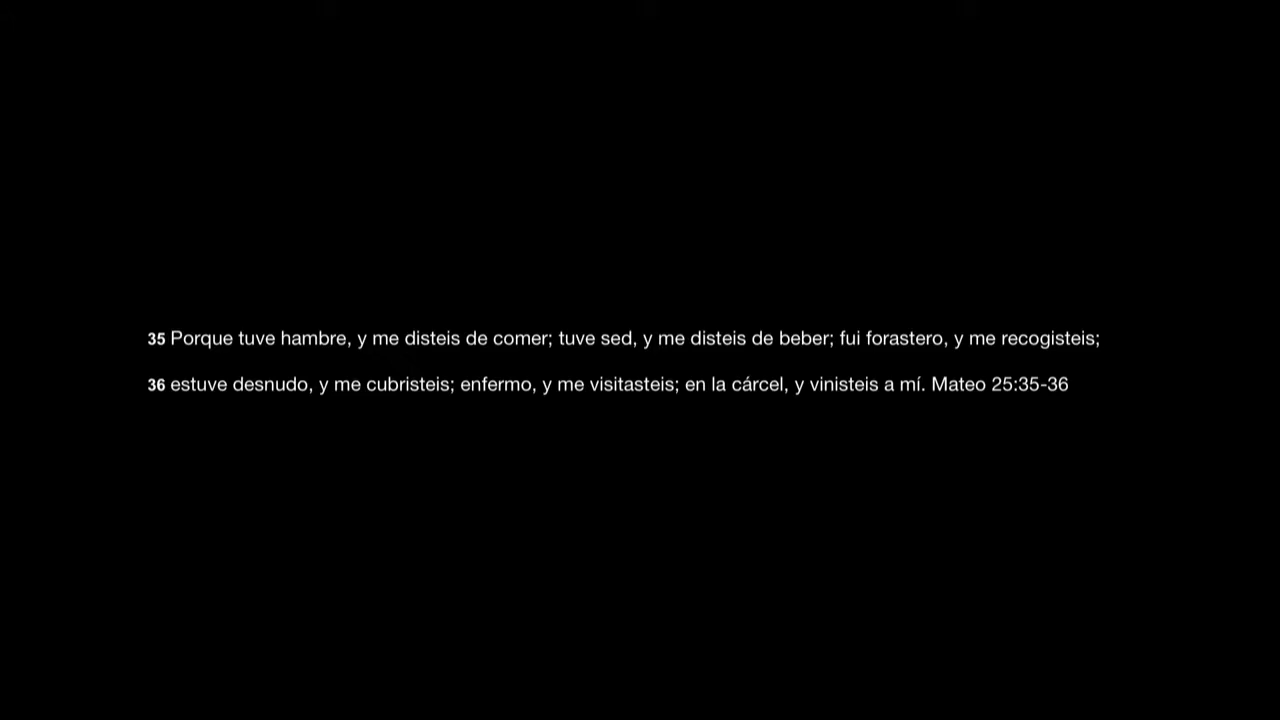 35 Porque tuve hambre, y me disteis de comer; tuve sed, y me disteis de beber; fui forastero, y me recogisteis;
36 estuve desnudo, y me cubristeis; enfermo, y me visitasteis; en la cárcel, y vinisteis a mí. Mateo 25:35-36